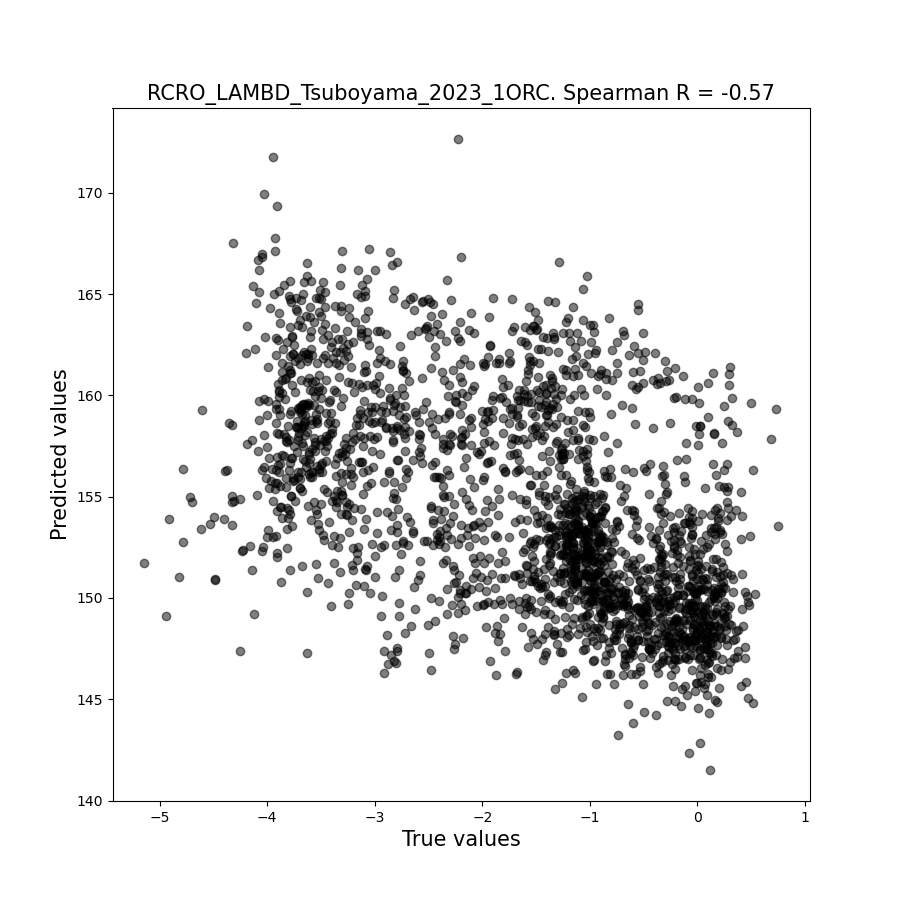 RCRO_LAMBD_Tsuboyama_2023_1ORC. Spearman R = -0.57
Predicted values
170
165
160
155
150
145
140
−5 −4 −3 −2 −1 0 1
True values